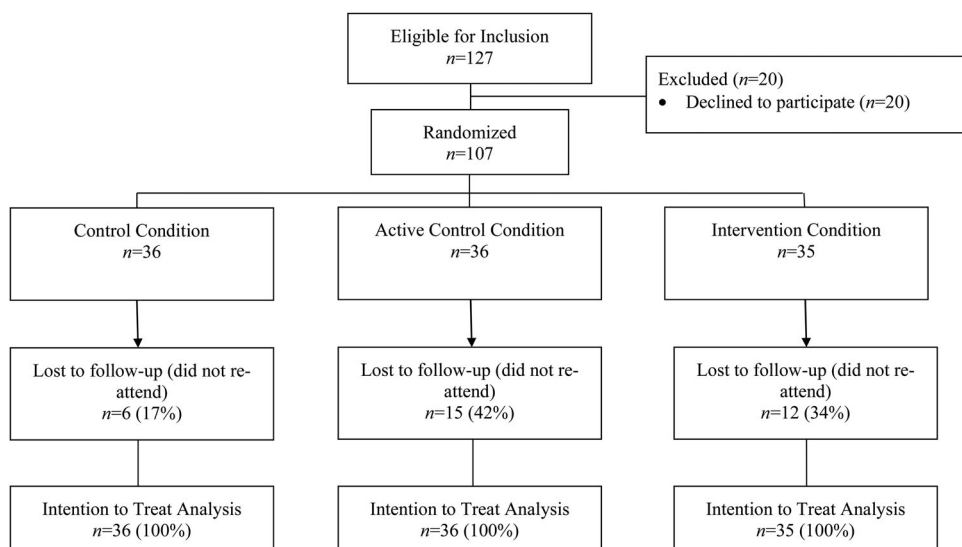 Eligible for Inclusion
n=127
Excluded (n=20)
• Declined to participate (n=20)
Randomized
n=107
Control Condition
n=36
Active Control Condition
n=36
Intervention Condition
n=35
Lost to follow-up (did not re-
attend)
n=6 (17%)
Lost to follow-up (did not re-
attend)
n=15 (42%)
Lost to follow-up (did not re-
attend)
n=12 (34%)
Intention to Treat Analysis
n=36 (100%)
Intention to Treat Analysis
n=36 (100%)
Intention to Treat Analysis
n=35 (100%)